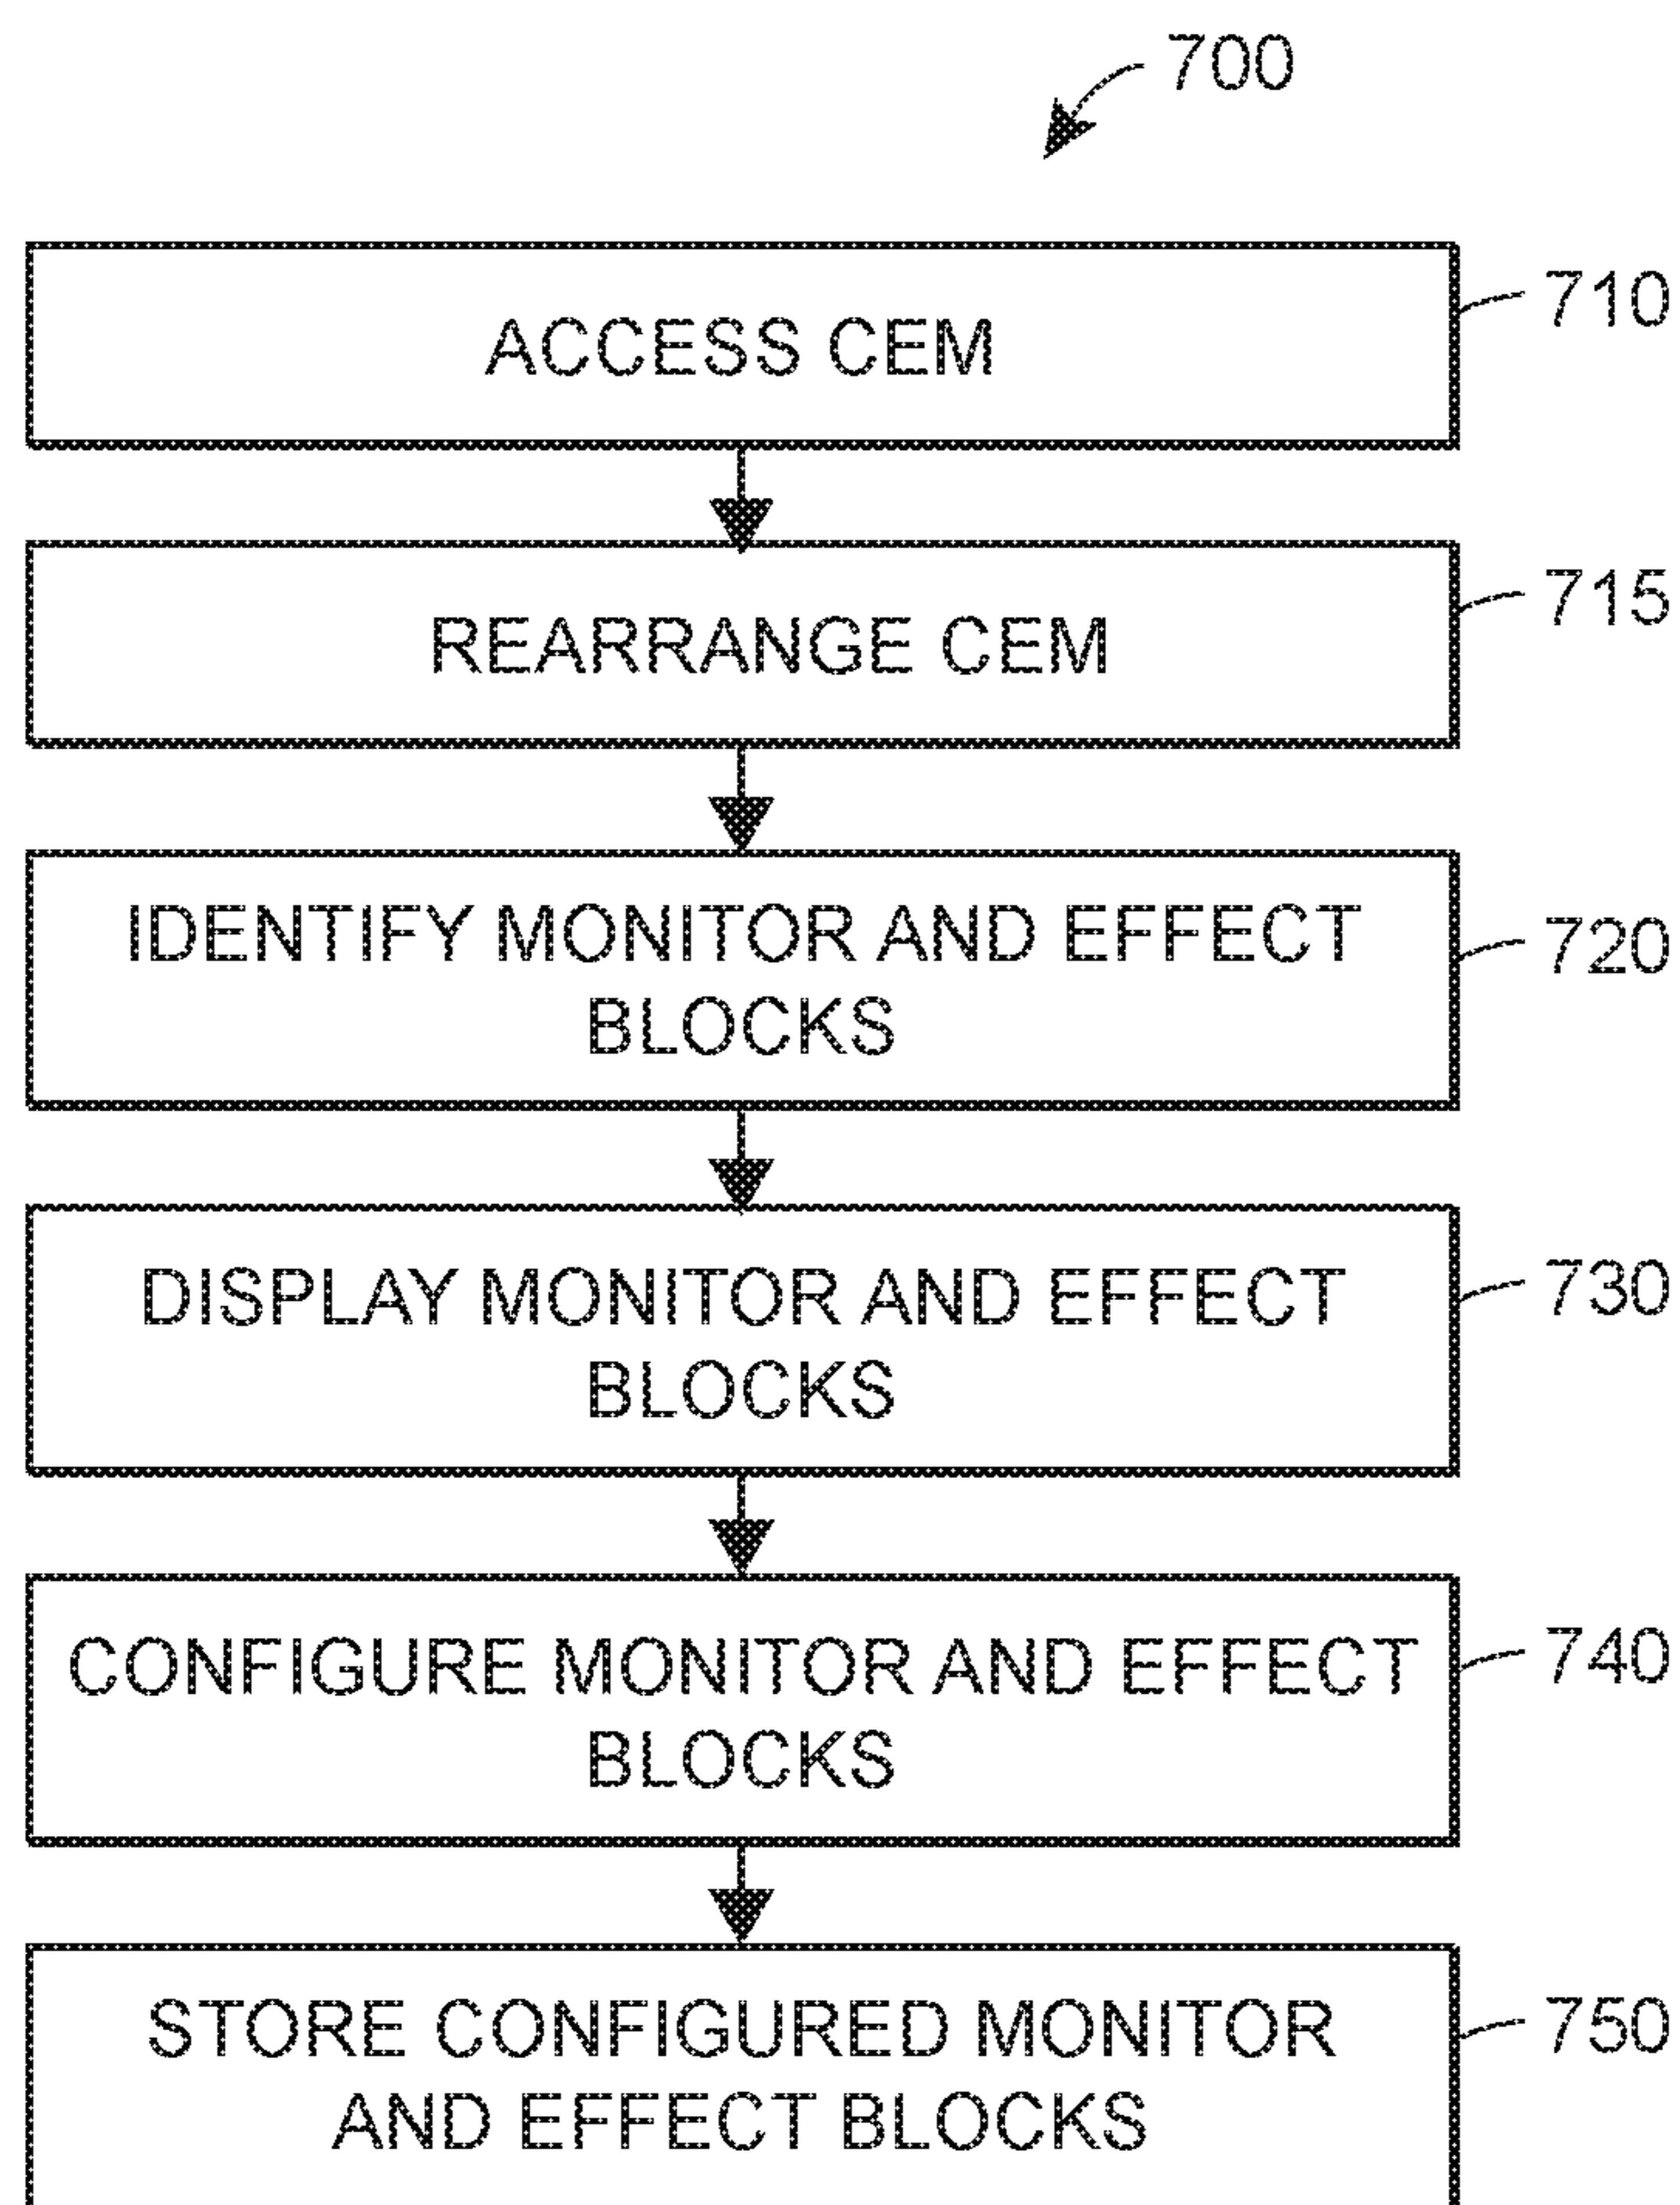 700
ACCESS CEM
710
REARRANGE CEM
715
IDENTIFY MONITOR AND EFFECT
BLOCKS
720
DISPLAY MONITOR AND EFFECT
BLOCKS
730
CONFIGURE MONITOR AND EFFECT
BLOCKS
740
STORE CONFIGURED MONITOR
AND EFFECT BLOCKS
750